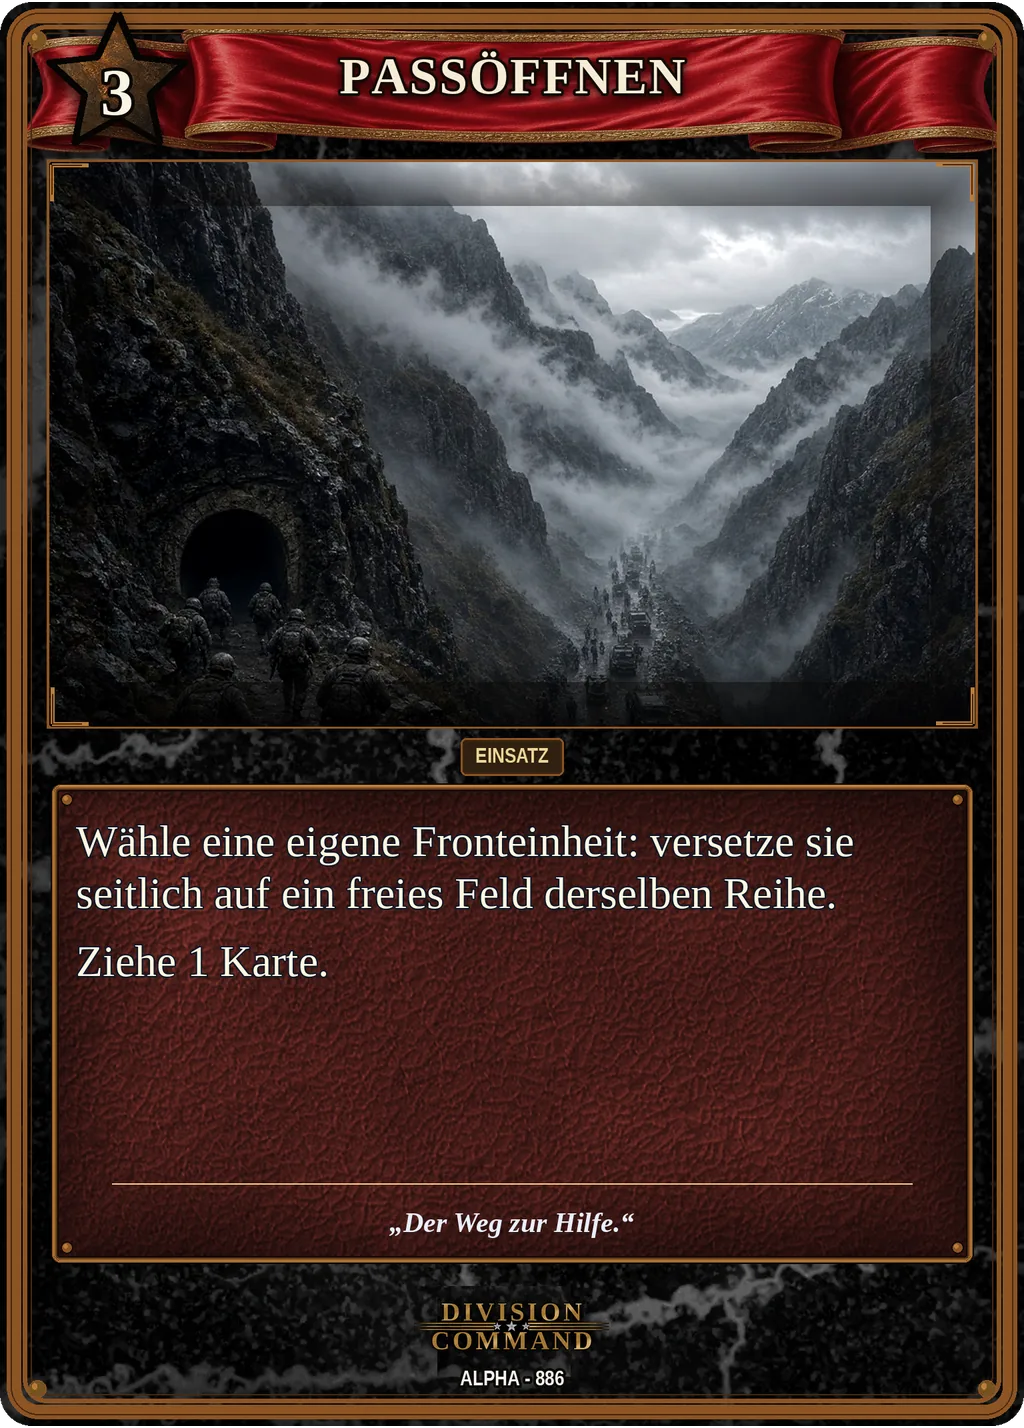 3
PASSÖFFNEN
EINSATZ
Wähle eine eigene Fronteinheit: versetze sie
seitlich auf ein freies Feld derselben Reihe.
Ziehe 1 Karte.
„Der Weg zur Hilfe.“
DIVISION
COMMAND
ALPHA - 886